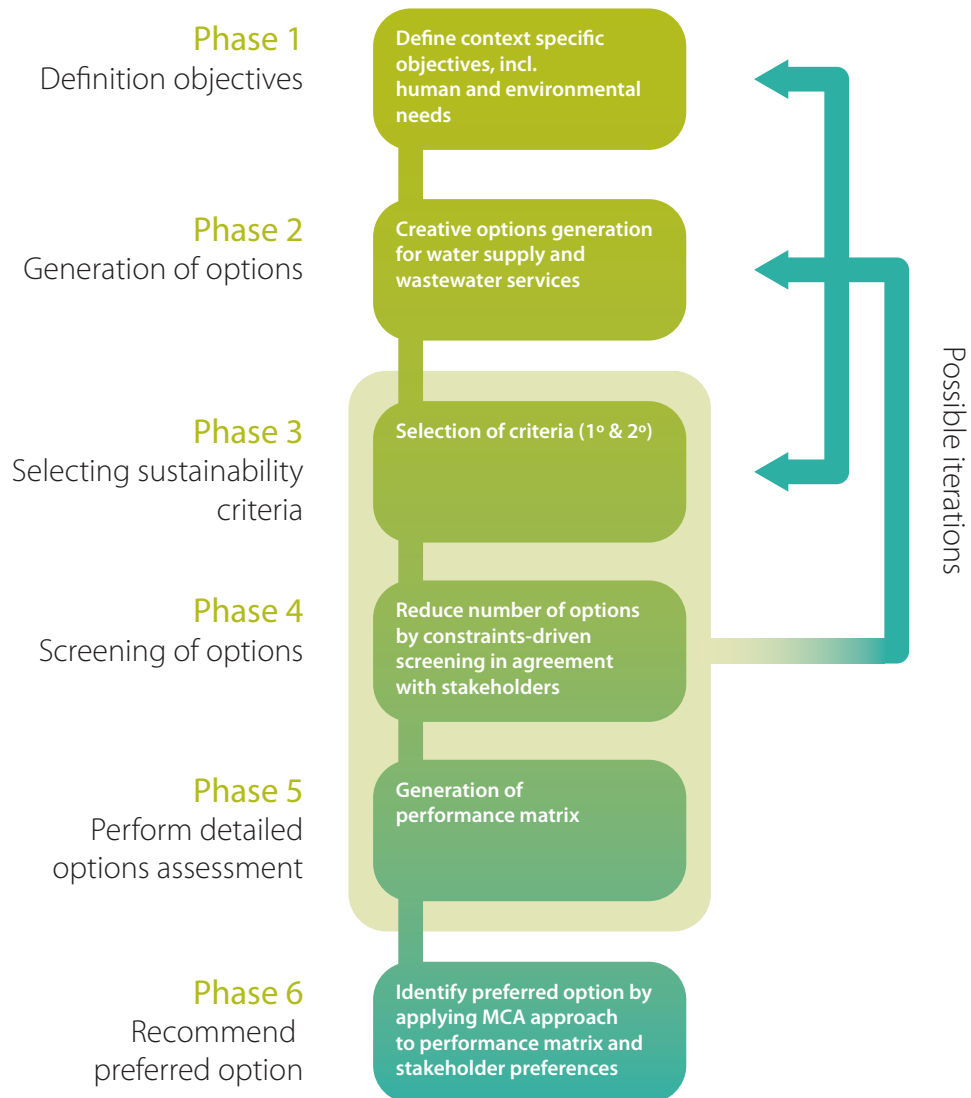 Phase 1
Definition objectives
Define context specific
objectives, incl.
human and environmental
needs
Phase 2
Generation of options
Creative options generation
for water supply and
wastewater services
Phase 3
Selecting sustainability
criteria
Selection of criteria (1º & 2º)
Phase 4
Screening of options
Reduce number of options
by constraints-driven
screening in agreement
with stakeholders
Phase 5
Perform detailed
options assessment
Generation of
performance matrix
Phase 6
Recommend
preferred option
Identify preferred option by
applying MCA approach
to performance matrix and
stakeholder preferences
Possible iterations